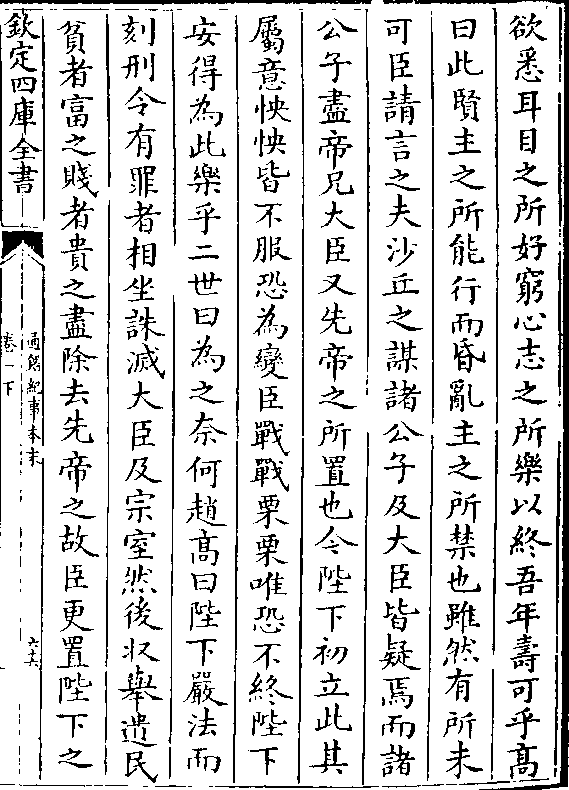 欲悉耳目之所好窮心志之所樂以終吾年壽可乎高
曰此賢主之所能行而昏亂主之所禁也雖然有所未
可臣請言之夫沙丘之謀諸公子及大臣皆疑焉而諸
公子盡帝兄大臣又先帝之所置也今陛下初立此其
屬意怏怏皆不服恐為變臣戰戰栗栗唯恐不終陛下
安得為此樂乎二世曰為之奈何趙高曰陛下嚴法而
刻刑令有罪者相坐誅滅大臣及宗室然後收舉遺民
貧者富之賤者貴之盡除去先帝之故臣更置陛下之
欽定四庫全書
通鑑紀事本末
卷一下
六六